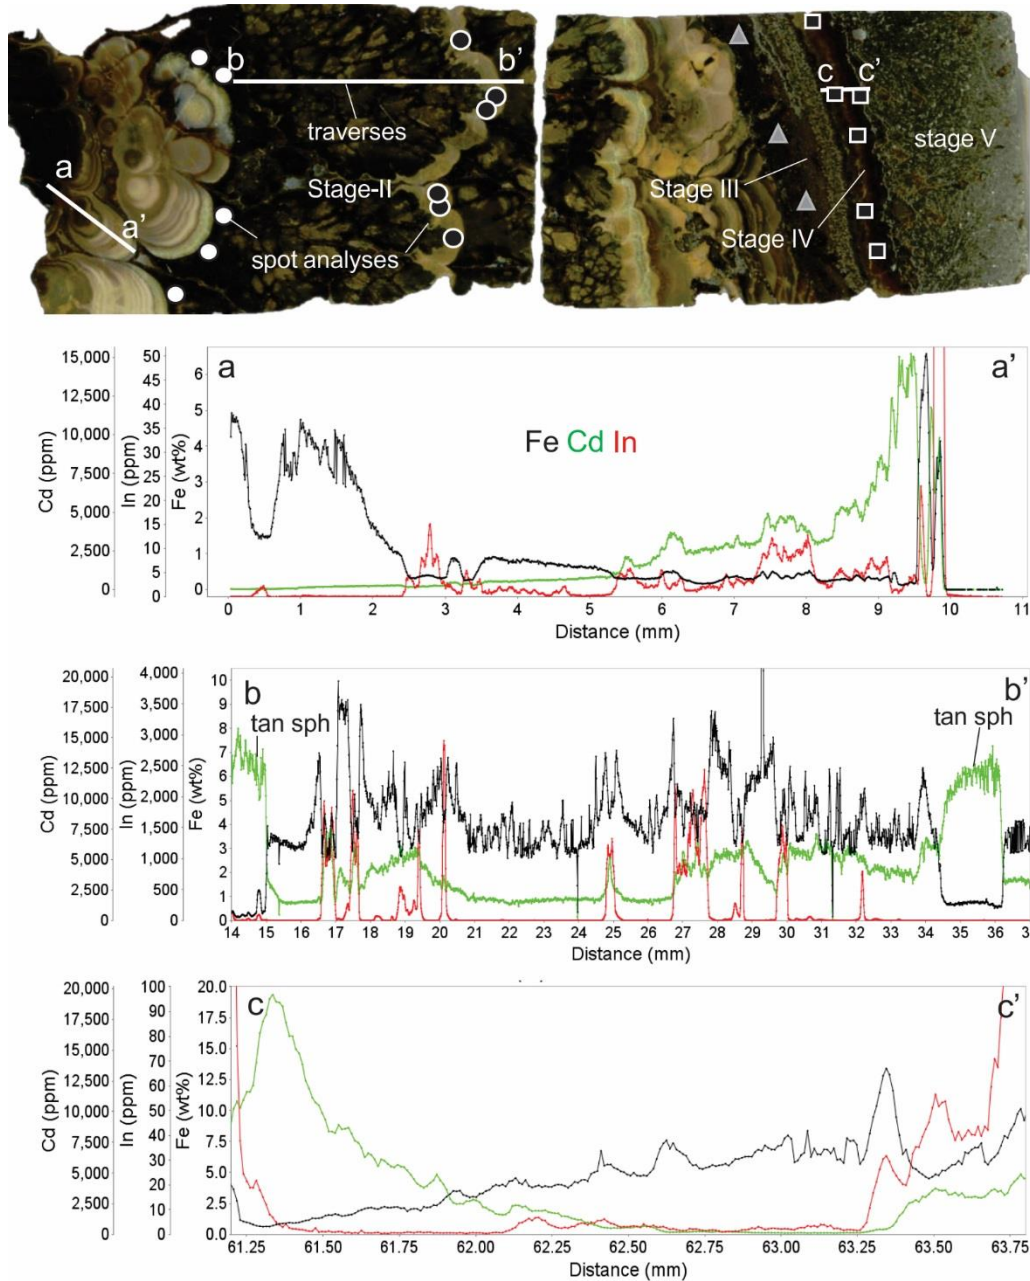 b
b'
c
c'
traverses
a
a'
Stage-II
Stage III
stage V
Stage IV
spot analyses
15,000
12,500
10,000
7,500
5,000
2,500
0
Cd (ppm)
50
45
40
35
30
25
20
15
10
5
0
In (ppm)
6
5
4
3
2
1
0
Fe (wt%)
a
a'
Fe Cd In
0 1 2 3 4 5 6 7 8 9 10 11
Distance (mm)
20,000
17,500
15,000
12,500
10,000
7,500
5,000
2,500
0
Cd (ppm)
4,000
3,500
3,000
2,500
2,000
1,500
1,000
500
0
In (ppm)
10
9
8
7
6
5
4
3
2
1
0
Fe (wt%)
b
b'
tan sph
tan sph
14 15 16 17 18 19 20 21 22 23 24 25 26 27 28 29 30 31 32 33 34 35 36
Distance (mm)
20,000
17,500
15,000
12,500
10,000
7,500
5,000
2,500
0
Cd (ppm)
100
90
80
70
60
50
40
30
20
10
0
In (ppm)
20.0
17.5
15.0
12.5
10.0
7.5
5.0
2.5
0.0
Fe (wt%)
c
c'
61.25 61.50 61.75 62.00 62.25 62.50 62.75 63.00 63.25 63.50 63.75
Distance (mm)